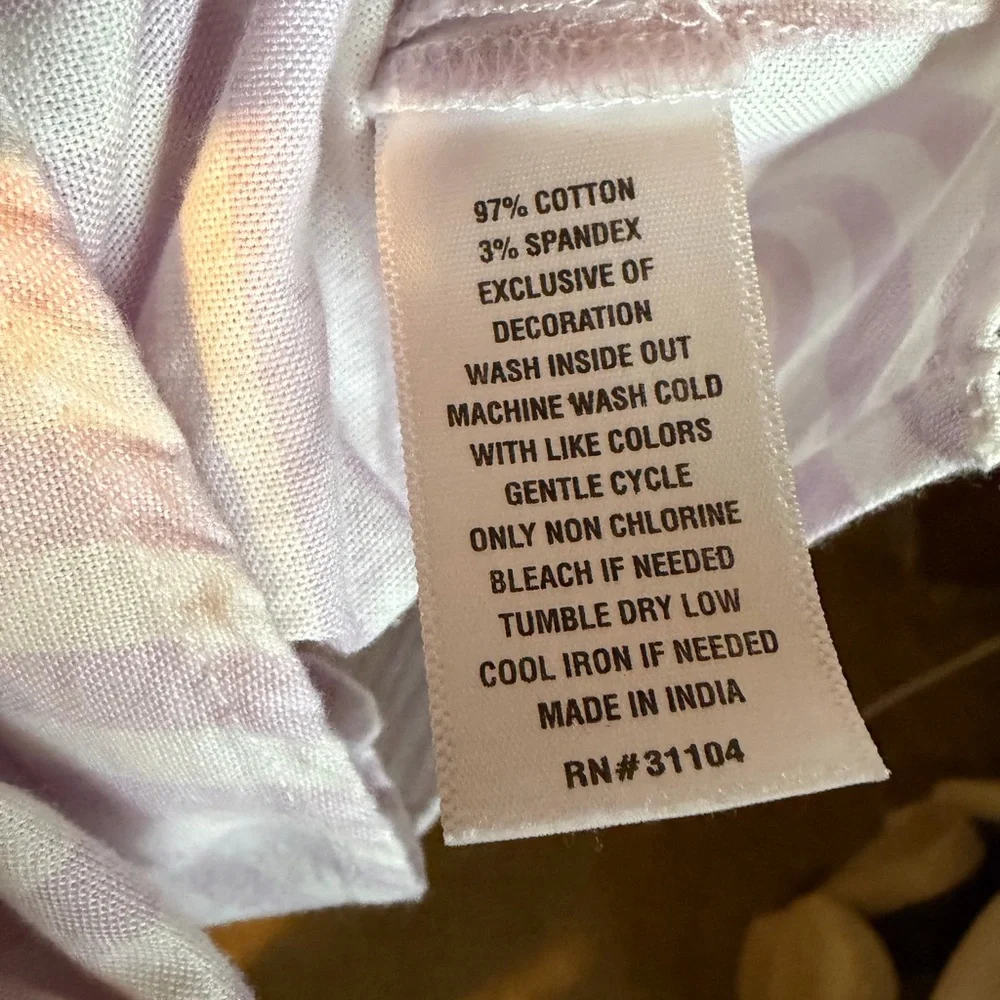 97% COTTON
3% SPANDEX
EXCLUSIVE OF
DECORATION
WASH INSIDE OUT
MACHINE WASH COLD
WITH LIKE COLORS
GENTLE CYCLE
ONLY NON CHLORINE
BLEACH IF NEEDED
TUMBLE DRY LOW
COOL IRON IF NEEDED
MADE IN INDIA
RN#31104